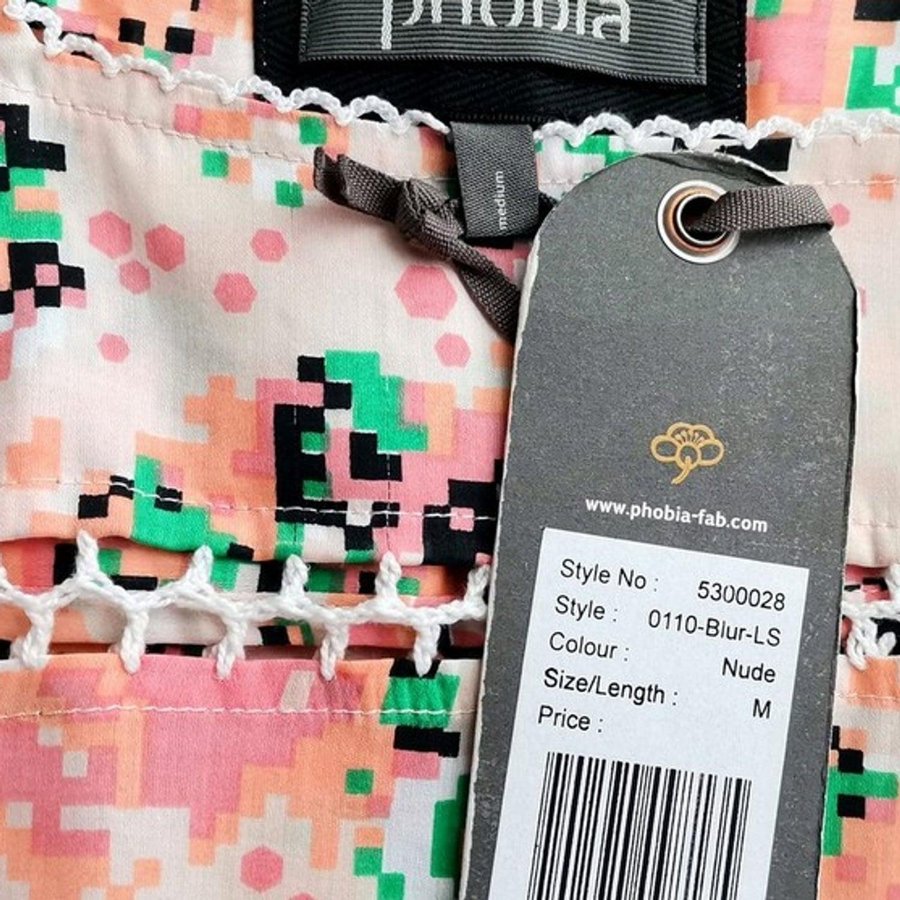 phobia
medium
www.phobia-fab.com
Style No : 5300028
Style : 0110-Blur-LS
Colour : Nude
Size/Length : M
Price :